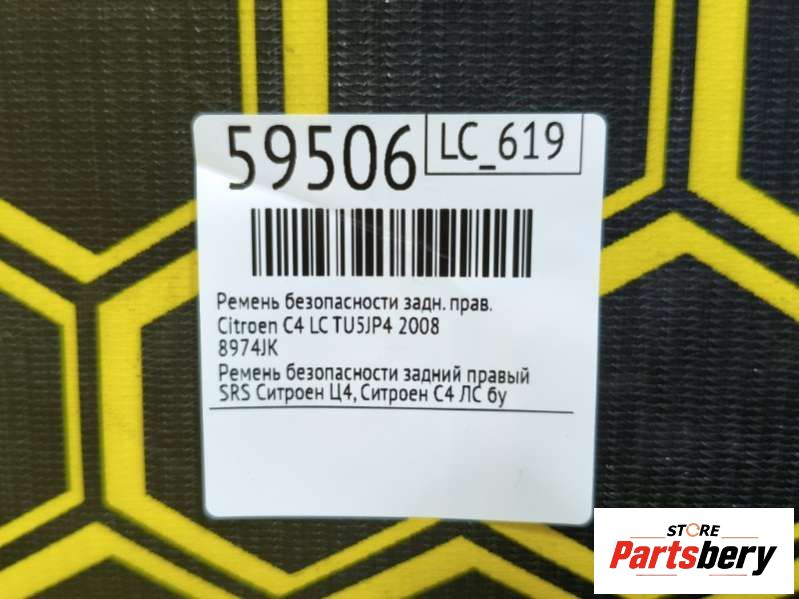 59506
LC_619
Ремень безопасности задн. прав.
Citroen C4 LC TU5JP4 2008
8974JK
Ремень безопасности задний правый
SRS Ситроен Ц4, Ситроен С4 ЛС бу
STORE
Partsbery